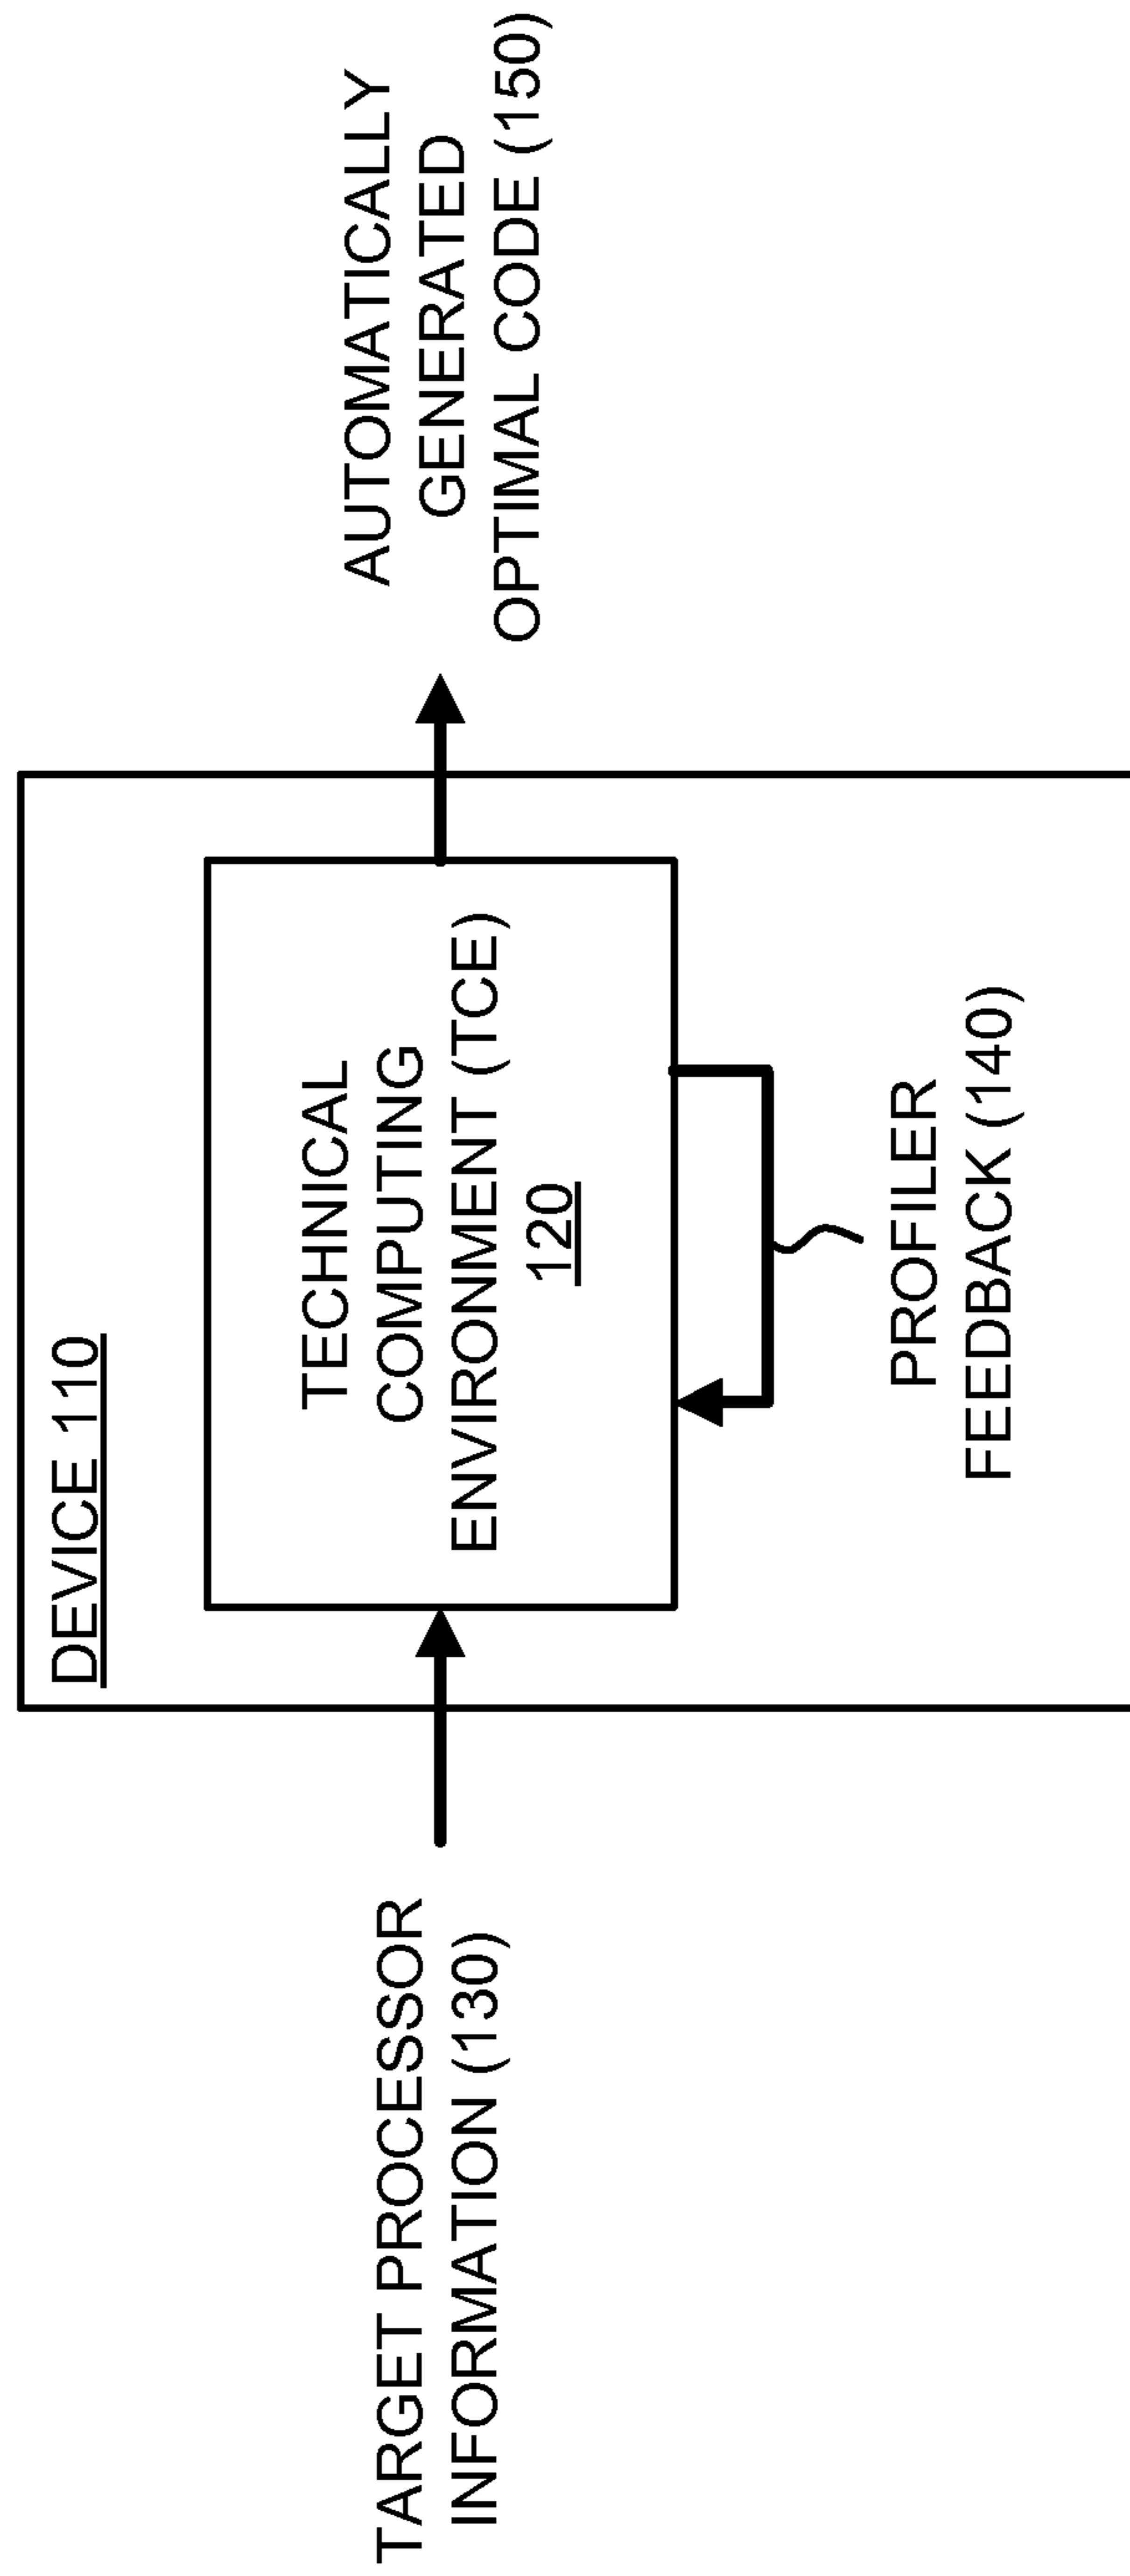 DEVICE 110
TARGET PROCESSOR
INFORMATION (130)
TECHNICAL
COMPUTING
ENVIRONMENT (TCE)
120
PROFILER
FEEDBACK (140)
AUTOMATICALLY
GENERATED
OPTIMAL CODE (150)